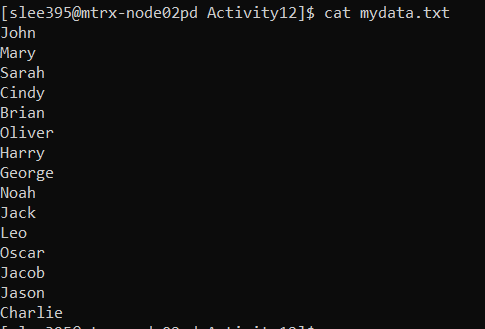 [slee395@mtrx-node02pd Activity12]$ cat mydata.txt
John
Mary
Sarah
Cindy
Brian
Oliver
Harry
George
Noah
Jack
Leo
Oscar
Jacob
Jason
Charlie